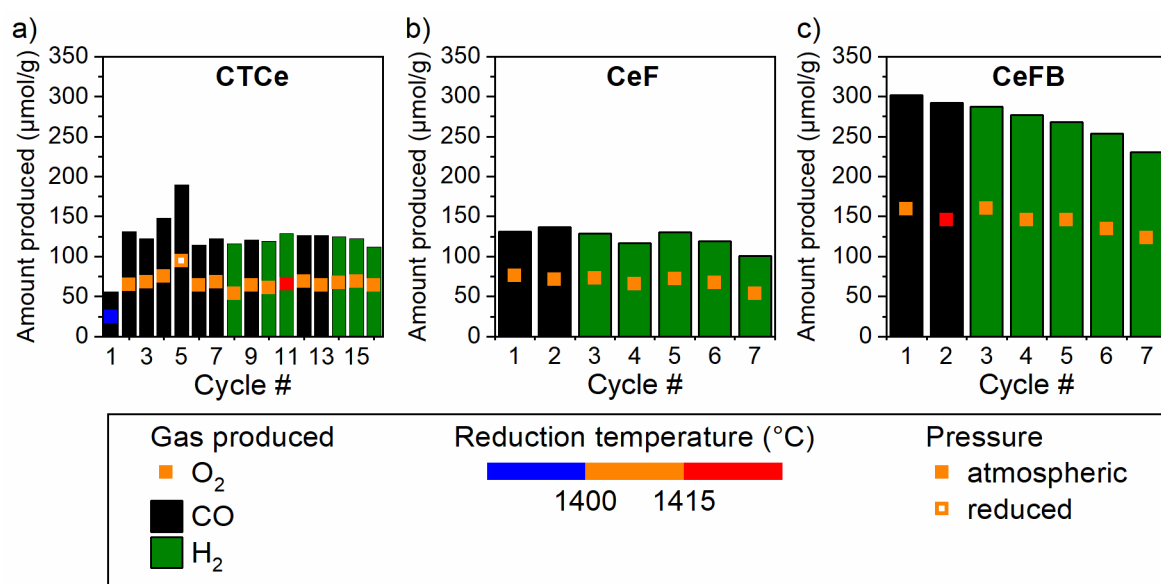 a)
CTCe
Amount produced (µmol/g)
350
300
250
200
150
100
50
0
1 3 5 7 9 11 13 15
Cycle #
b)
CeF
Amount produced (µmol/g)
350
300
250
200
150
100
50
0
1 2 3 4 5 6 7
Cycle #
c)
CeFB
Amount produced (µmol/g)
350
300
250
200
150
100
50
0
1 2 3 4 5 6 7
Cycle #
Gas produced
O₂
CO
H₂
Reduction temperature (°C)
1400 1415
Pressure
atmospheric
reduced